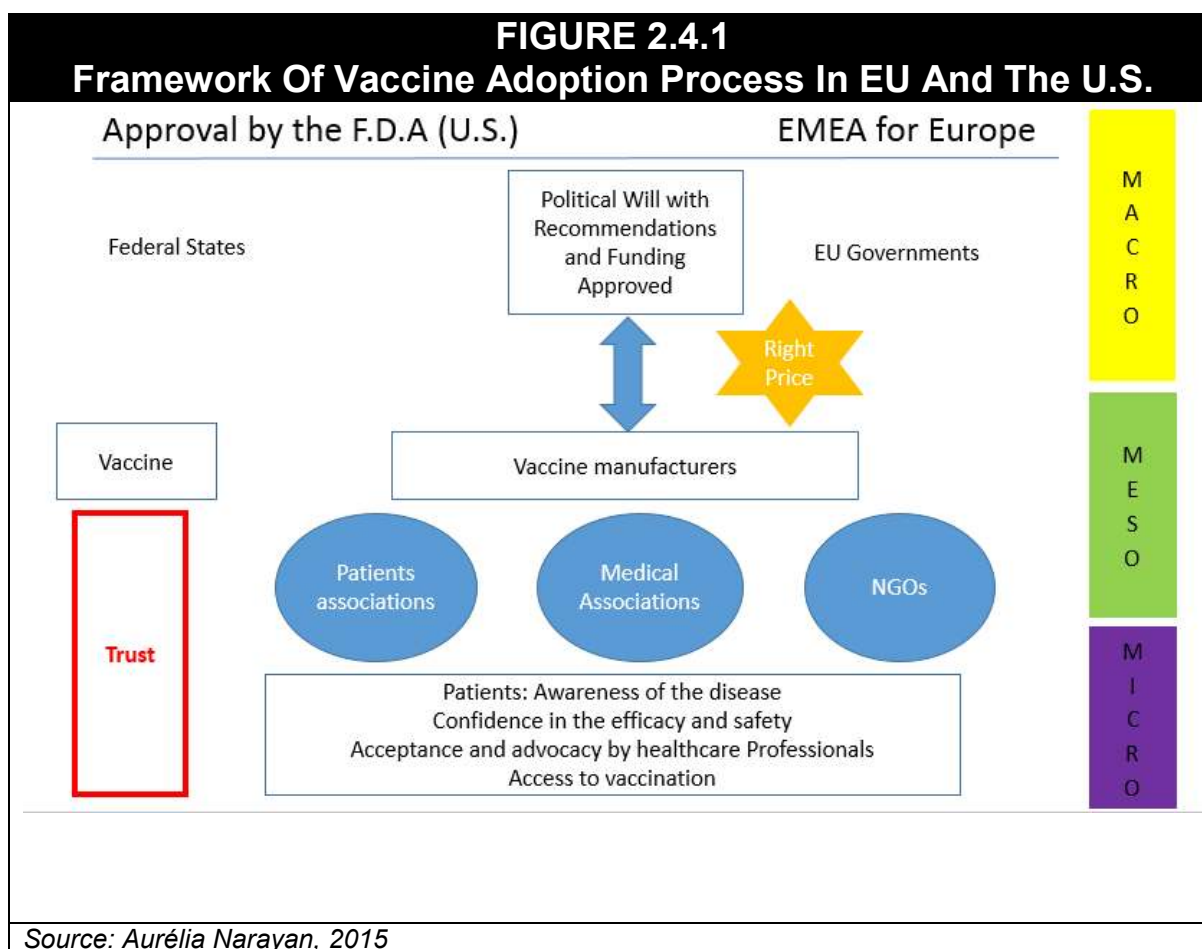 FIGURE 2.4.1
Framework Of Vaccine Adoption Process In EU And The U.S.
Approval by the F.D.A (U.S.)
EMEA for Europe
Federal States
Political Will with
Recommendations
and Funding
Approved
EU Governments
Right
Price
M
A
C
R
O
Vaccine
Vaccine manufacturers
M
E
S
O
Patients
associations
Medical
Associations
NGOs
Trust
Patients: Awareness of the disease
Confidence in the efficacy and safety
Acceptance and advocacy by healthcare Professionals
Access to vaccination
M
I
C
R
O
Source: Aurélia Narayan, 2015